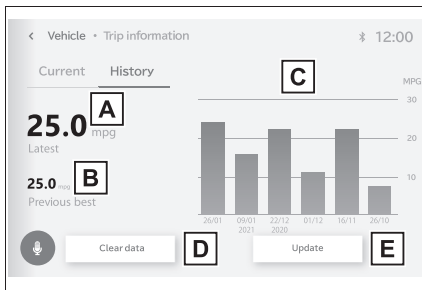 ‹ Vehicle • Trip information
12:00
Current History
C
MPG
A
25.0 mpg
Latest
B
25.0 mpg
Previous best
30
20
10
26/01 09/01 22/12 01/12 16/11 26/10
2021 2020
Clear data
D
Update
E